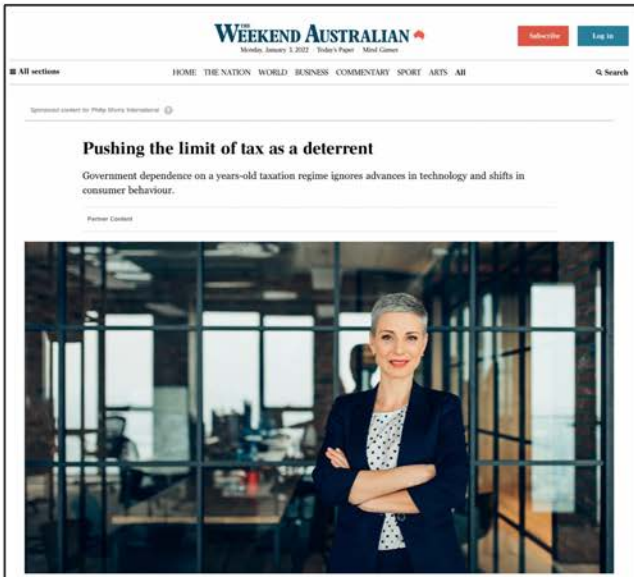 THE
WEEKEND AUSTRALIAN
Monday, January 3, 2022 Today's Paper Mind Games
Subscribe
Log in
All sections
HOME THE NATION WORLD BUSINESS COMMENTARY SPORT ARTS All
Search
Sponsored content for Philip Morris International ?
Pushing the limit of tax as a deterrent
Government dependence on a years-old taxation regime ignores advances in technology and shifts in
consumer behaviour.
Partner Content